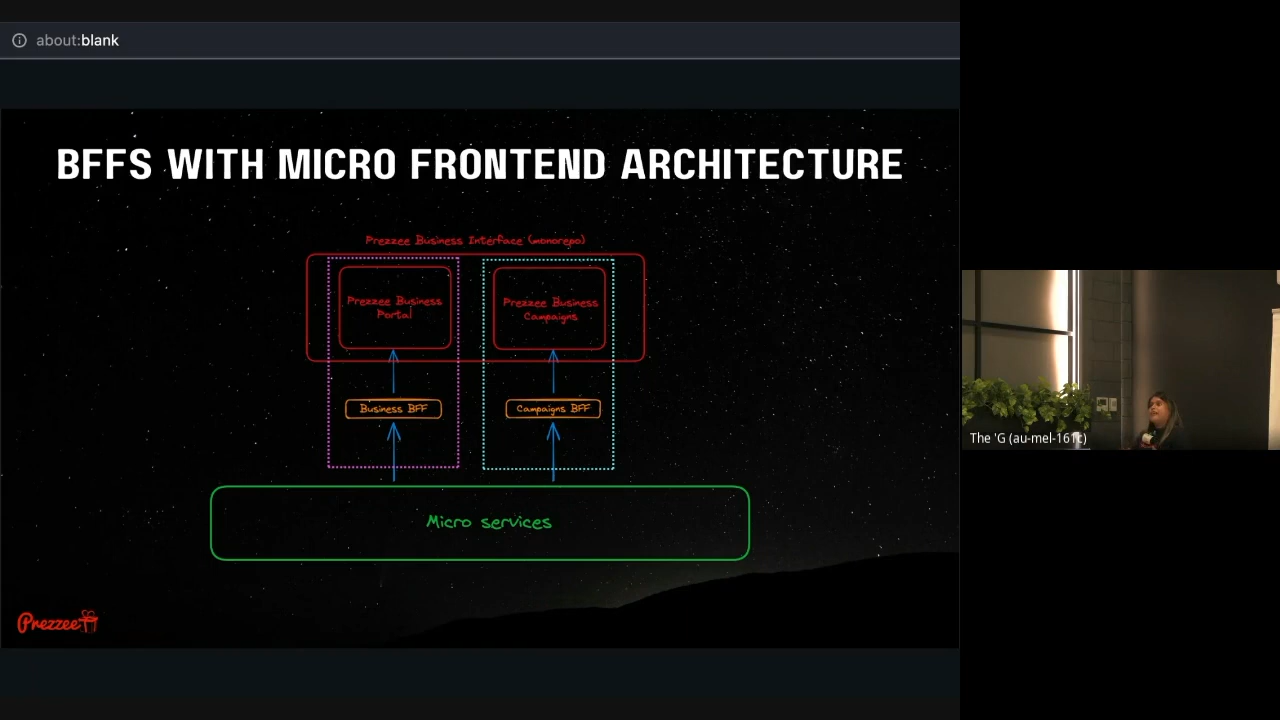 about:blank
BFFS WITH MICRO FRONTEND ARCHITECTURE
Prezzee Business Interface (monorepo)
Prezzee Business
Portal
Prezzee Business
Campaigns
Business BFF
Campaigns BFF
Micro services
Prezzee
The 'G (au-mel-161c)